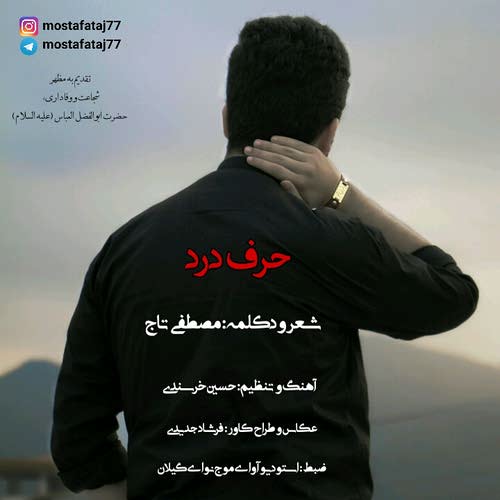 mostafataj77
mostafataj77
تقدیم به مظهر
شجاعت و وفاداری،
حضرت ابوالفضل العباس (علیه السلام)
حرف درد
شعر و دکلمه: مصطفی تاج
آهنگ و تنظیم: حسین خرسندی
عکاس و طراح کاور: فرشاد جدیدی
ضبط: استودیو آوای موج نوای گیلان